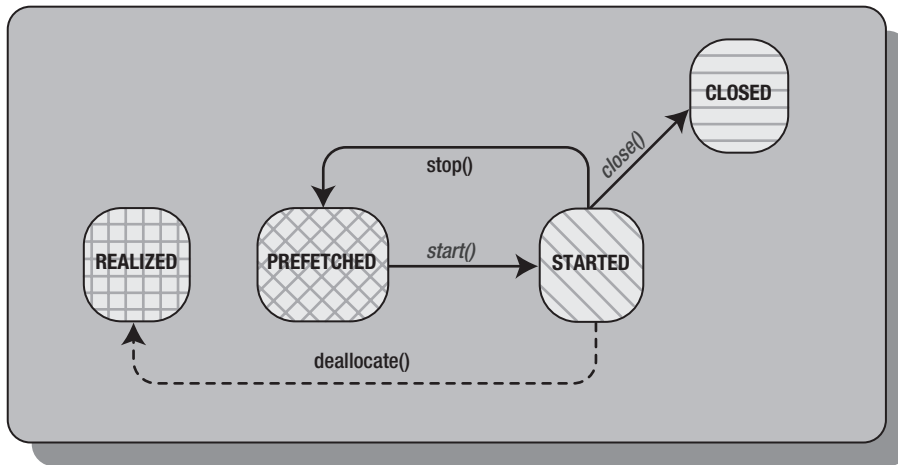 CLOSED
close()
stop()
REALIZED
PREFETCHED
start()
STARTED
deallocate()